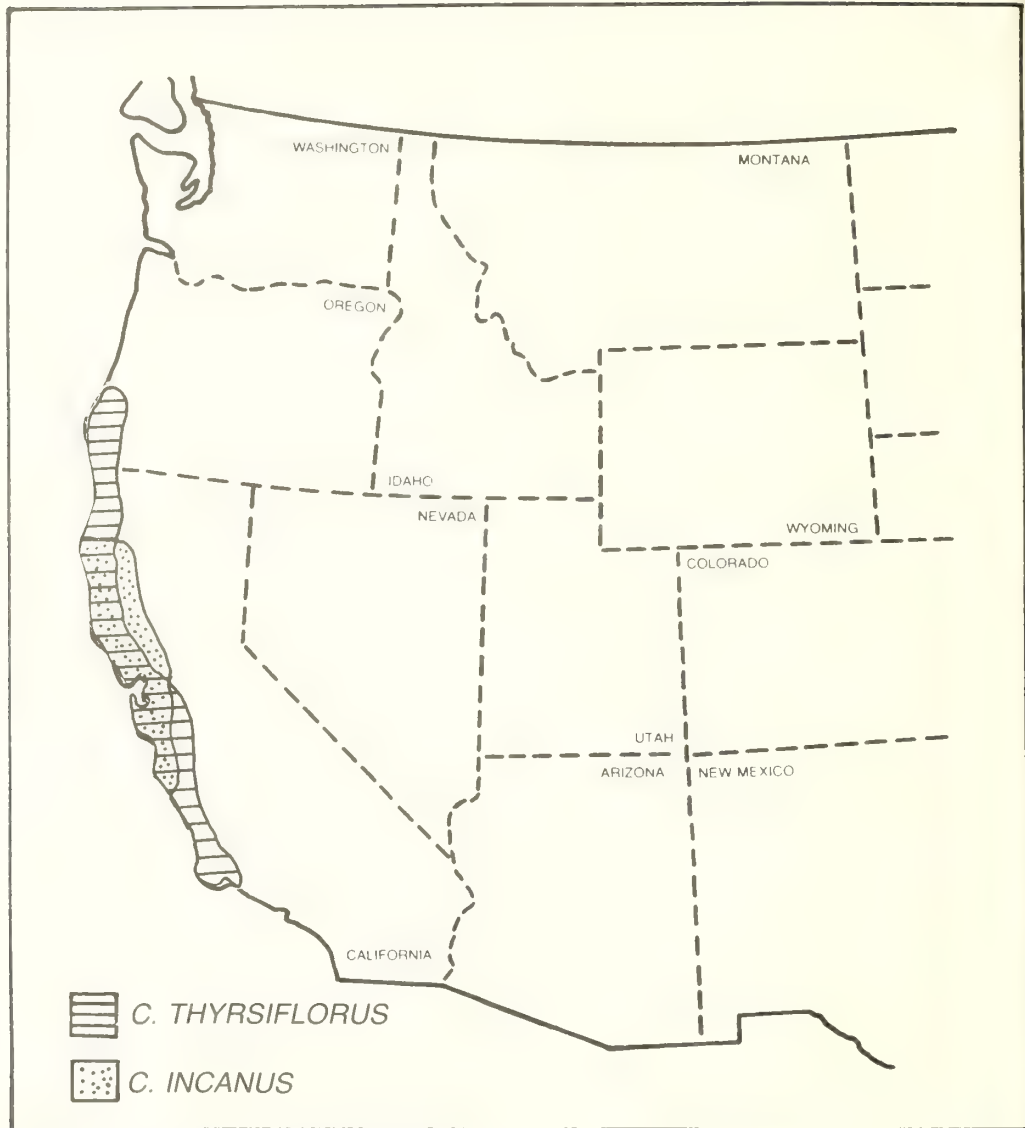 WASHINGTON
MONTANA
OREGON
IDAHO
NEVADA
WYOMING
COLORADO
UTAH
ARIZONA
NEW MEXICO
CALIFORNIA
C. THYRSIFLORUS
C. INCANUS